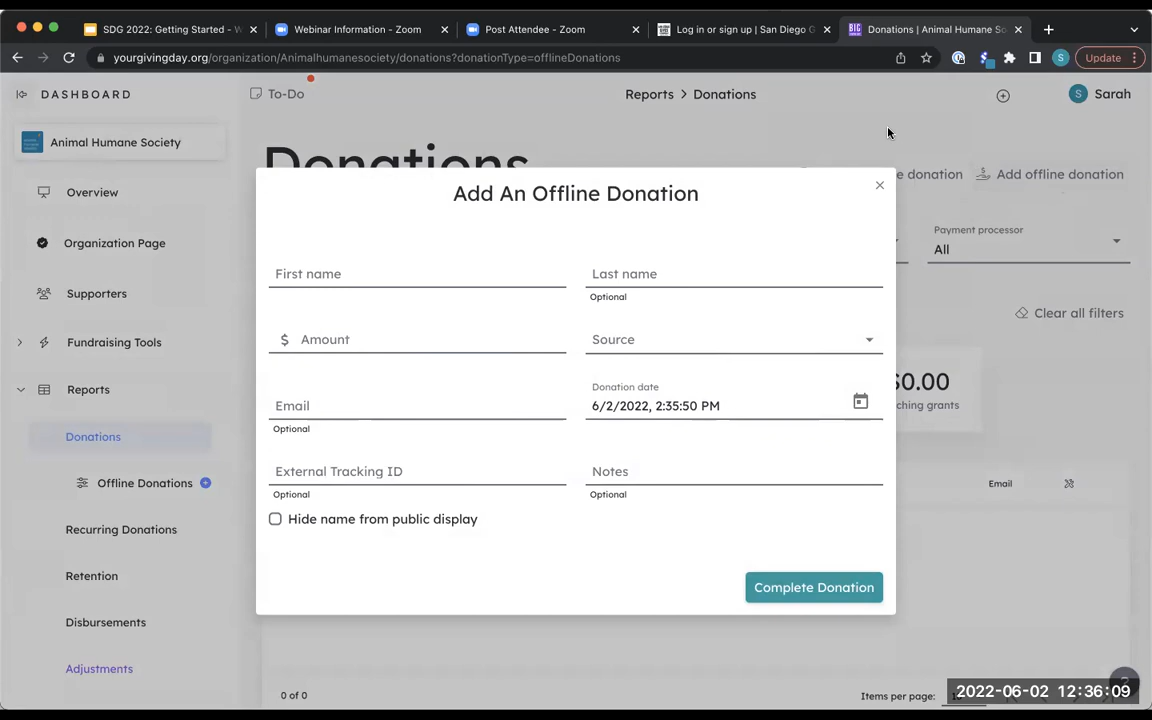 SDG 2022: Getting Started - W
Webinar Information - Zoom
Post Attendee - Zoom
Log in or sign up | San Diego G
BIG
Donations | Animal Humane So
yourgivingday.org/organization/Animalhumanesociety/donations?donationType=offlineDonations
S
Update
DASHBOARD
To-Do
Reports > Donations
S
Sarah
Animal Humane Society
Donations
e donation
Add offline donation
Overview
Organization Page
Supporters
Fundraising Tools
Reports
Donations
Offline Donations
Recurring Donations
Retention
Disbursements
Adjustments
Payment processor
All
Clear all filters
$0.00
ching grants
Email
Add An Offline Donation
First name
Last name
Optional
$ Amount
Source
Email
Optional
Donation date
6/2/2022, 2:35:50 PM
External Tracking ID
Optional
Notes
Optional
Hide name from public display
Complete Donation
0 of 0
Items per page:
2022-06-02 12:36:09